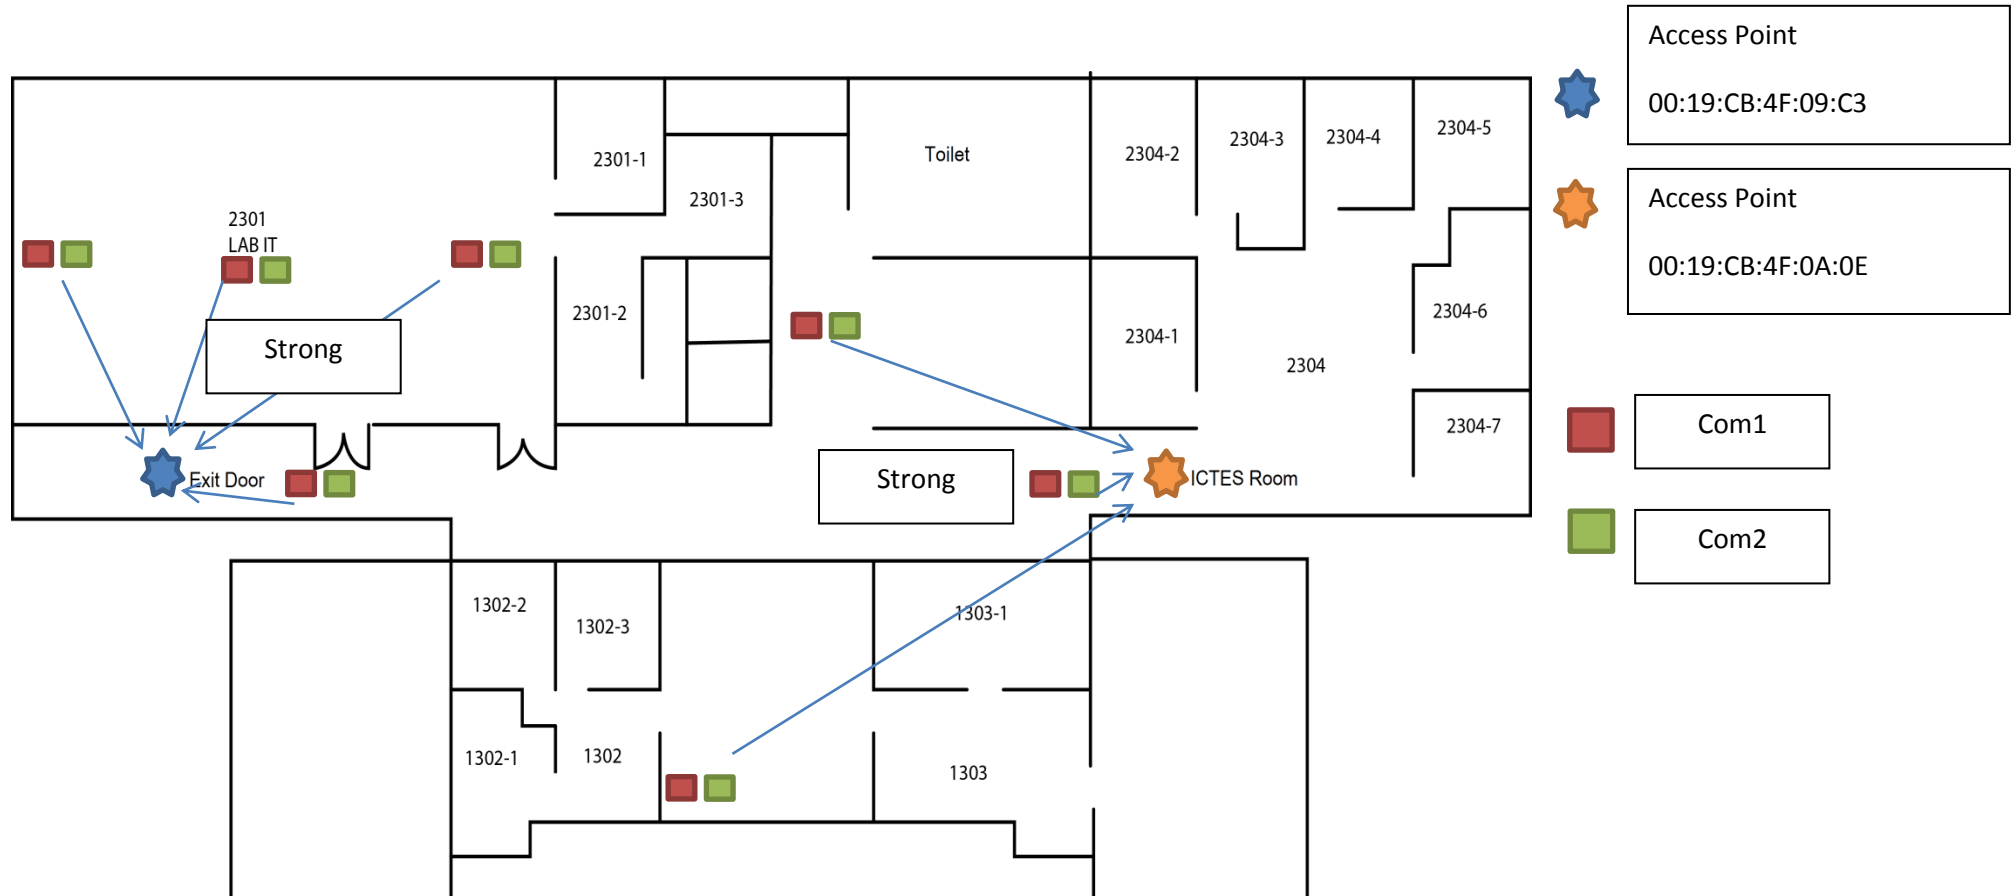 Access Point
00:19:CB:4F:09:C3
Access Point
00:19:CB:4F:0A:0E
Com1
Com2
2301
LAB IT
2301-1
2301-3
2301-2
Toilet
2304-2
2304-3
2304-4
2304-5
2304-1
2304
2304-6
2304-7
Strong
Exit Door
Strong
ICTES Room
1302-2
1302-3
1303-1
1302-1
1302
1303